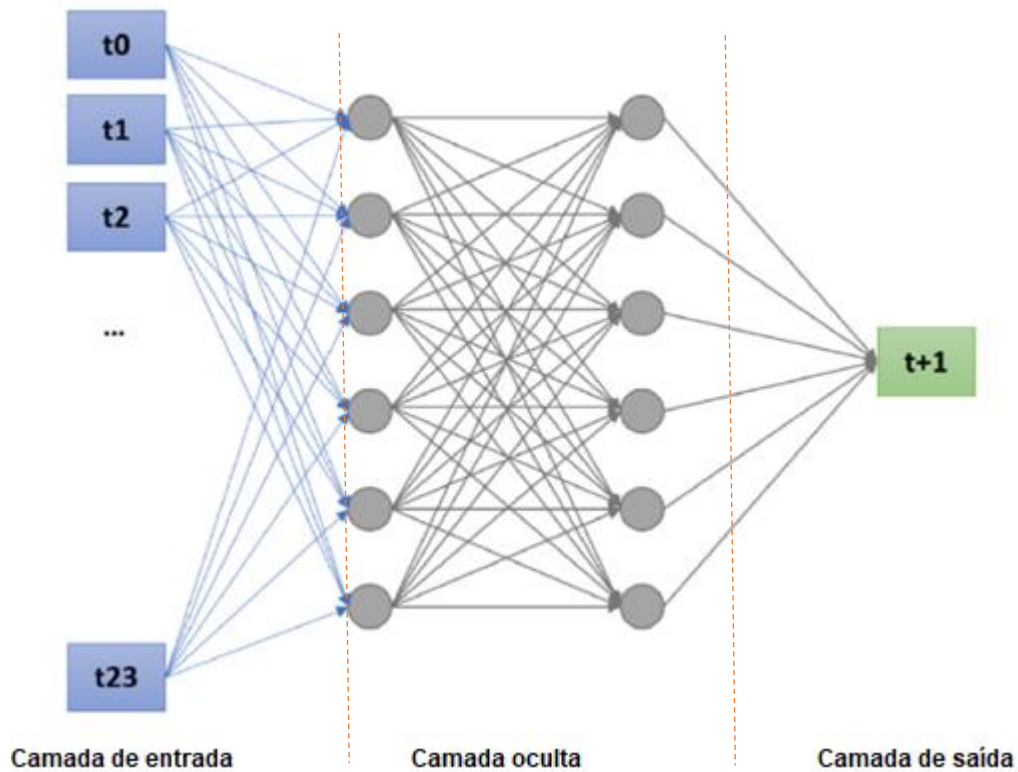 t0
t1
t2
...
t23
t+1
Camada de entrada
Camada oculta
Camada de saída